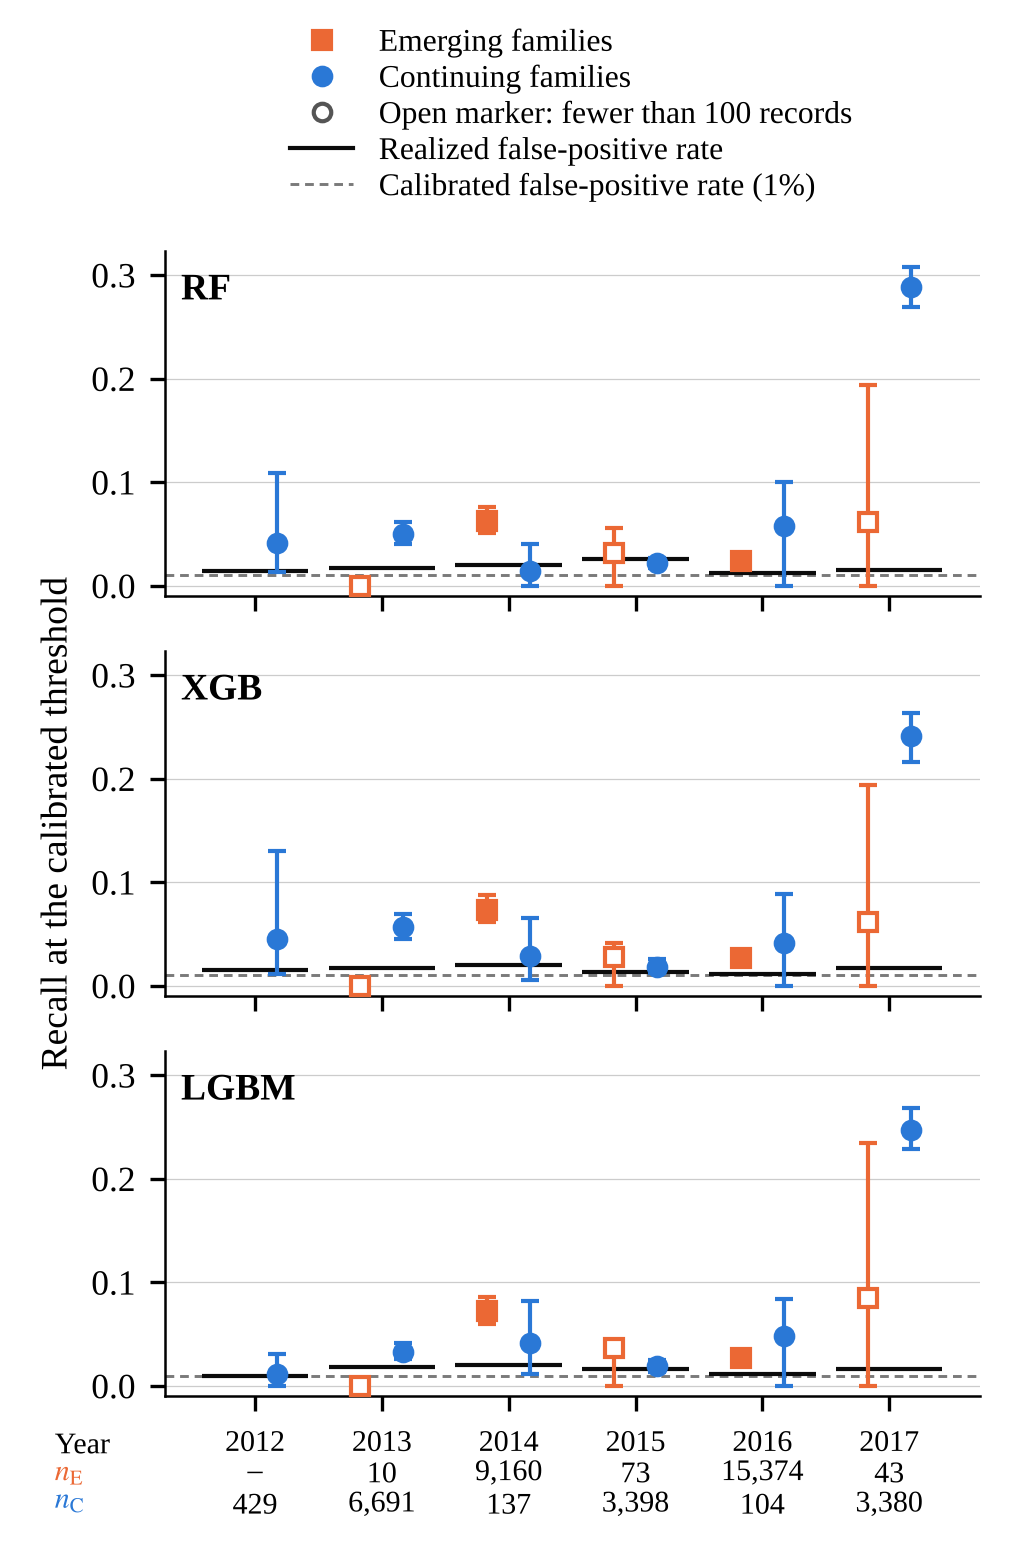 Emerging families
Continuing families
Open marker: fewer than 100 records
Realized false-positive rate
Calibrated false-positive rate (1%)
Recall at the calibrated threshold
RF
0.3
0.2
0.1
0.0
XGB
0.3
0.2
0.1
0.0
LGBM
0.3
0.2
0.1
0.0
Year 2012 2013 2014 2015 2016 2017
nE – 10 9,160 73 15,374 43
nC 429 6,691 137 3,398 104 3,380